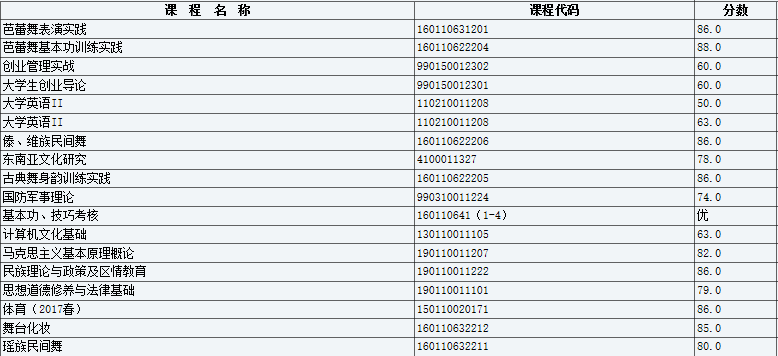 课 程 名 称 课程代码 分数
芭蕾舞表演实践 160110631201 86.0
芭蕾舞基本功训练实践 160110622204 88.0
创业管理实战 990150012302 60.0
大学生创业导论 990150012301 60.0
大学英语II 110210011208 50.0
大学英语II 110210011208 63.0
傣、维族民间舞 160110622206 86.0
东南亚文化研究 4100011327 78.0
古典舞身韵训练实践 160110622205 86.0
国防军事理论 990310011224 74.0
基本功、技巧考核 160110641（1-4） 优
计算机文化基础 130110011105 63.0
马克思主义基本原理概论 190110011207 82.0
民族理论与政策及区情教育 190110011222 86.0
思想道德修养与法律基础 190110011101 79.0
体育（2017春） 150110020171 86.0
舞台化妆 160110632212 85.0
瑶族民间舞 160110632211 80.0